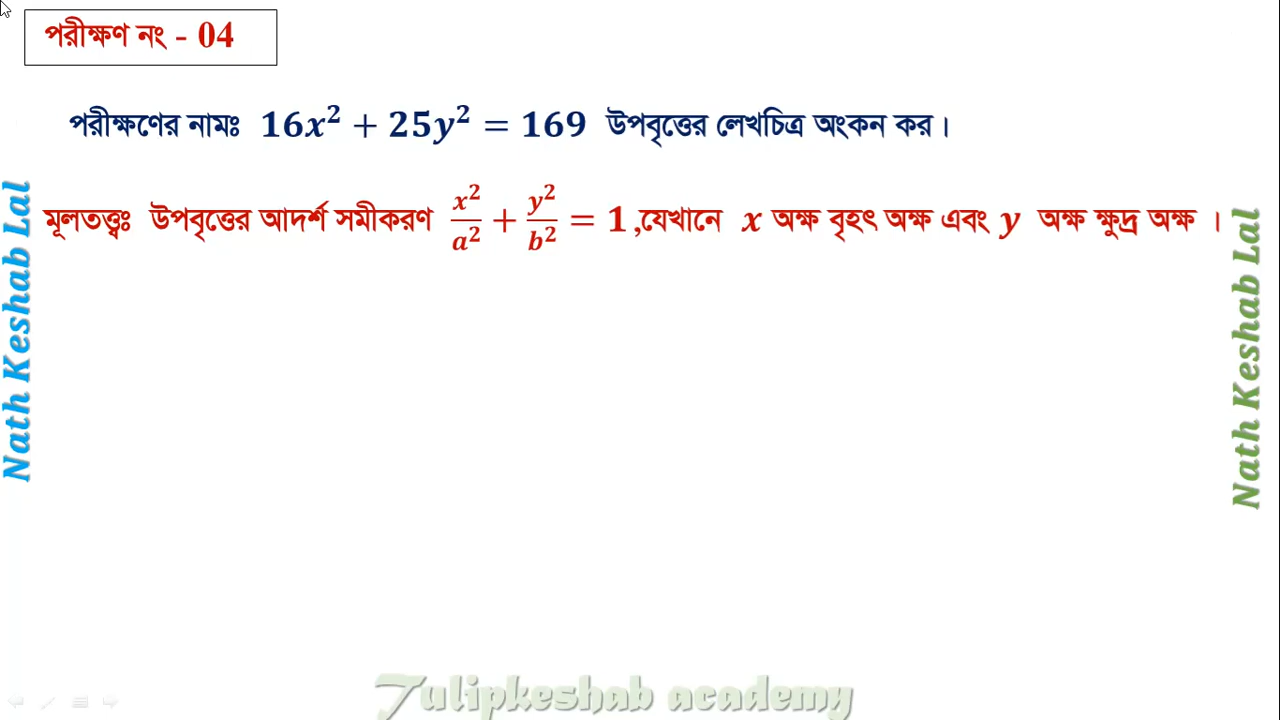 পরীক্ষণ নং - 04
পরীক্ষণের নামঃ 16x² + 25y² = 169 উপবৃত্তের লেখচিত্র অংকন কর।
মূলতত্ত্বঃ উপবৃত্তের আদর্শ সমীকরণ x²/a² + y²/b² = 1 ,যেখানে x অক্ষ বৃহৎ অক্ষ এবং y অক্ষ ক্ষুদ্র অক্ষ ।
Nath Keshab Lal
Nath Keshab Lal
Tulipkeshab academy